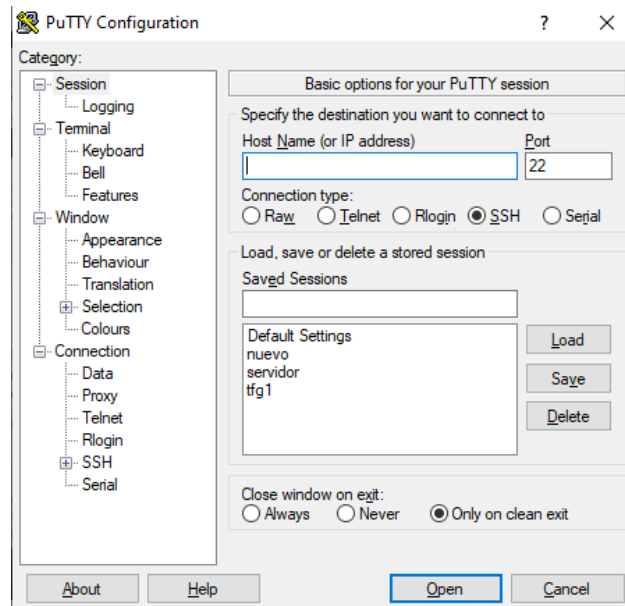 PuTTY Configuration ? ×
Category:
Session
Logging
Terminal
Keyboard
Bell
Features
Window
Appearance
Behaviour
Translation
Selection
Colours
Connection
Data
Proxy
Telnet
Rlogin
SSH
Serial
Basic options for your PuTTY session
Specify the destination you want to connect to
Host Name (or IP address) Port
22
Connection type:
Raw Telnet Rlogin SSH Serial
Load, save or delete a stored session
Saved Sessions
Default Settings
nuevo
servidor
tfg1
Load
Save
Delete
Close window on exit:
Always Never Only on clean exit
About Help Open Cancel